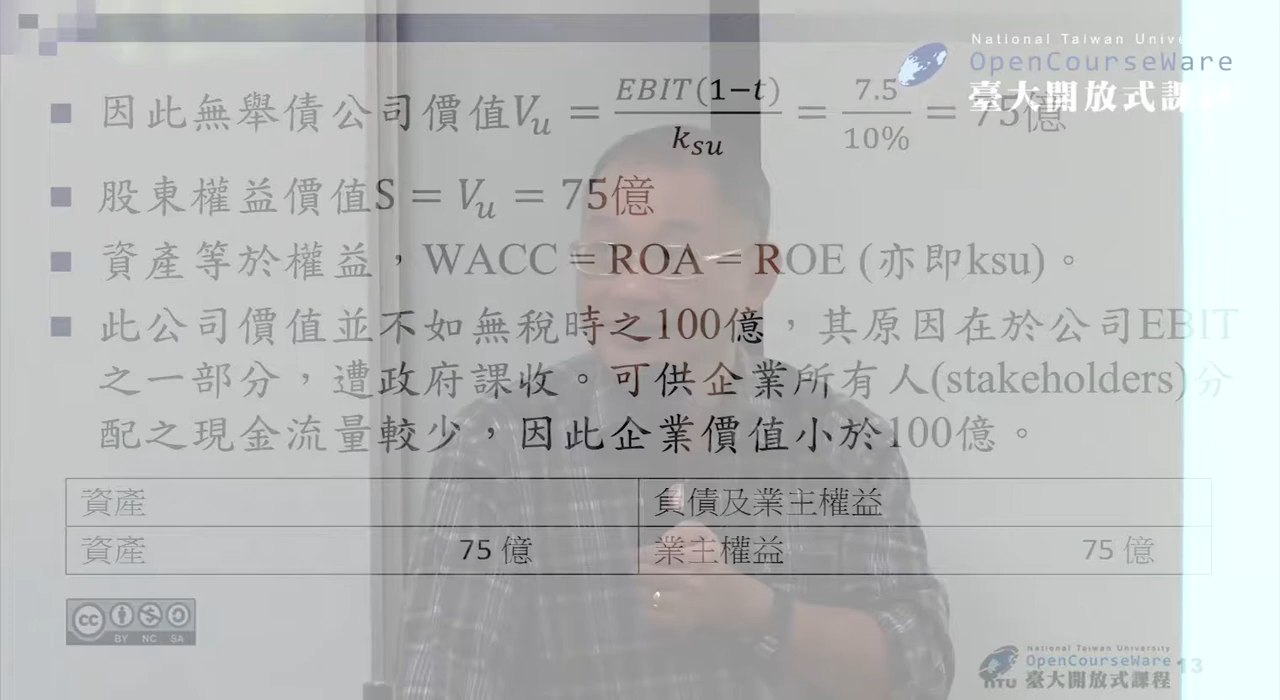 National Taiwan Unive
OpenCourseWare
臺大開放式課程
因此無舉債公司價值Vu = EBIT(1−t) / ksu = 7.5 / 10% = 75億
股東權益價值S = Vu = 75億
資產等於權益，WACC = ROA = ROE (亦即ksu)。
此公司價值並不如無稅時之100億，其原因在於公司EBIT
之一部分，遭政府課收。可供企業所有人(stakeholders)分
配之現金流量較少，因此企業價值小於100億。
資產 負債及業主權益
資產 75 億 業主權益 75 億
cc BY NC SA
National Taiwan University
OpenCourseWare
NTU 臺大開放式課程
13